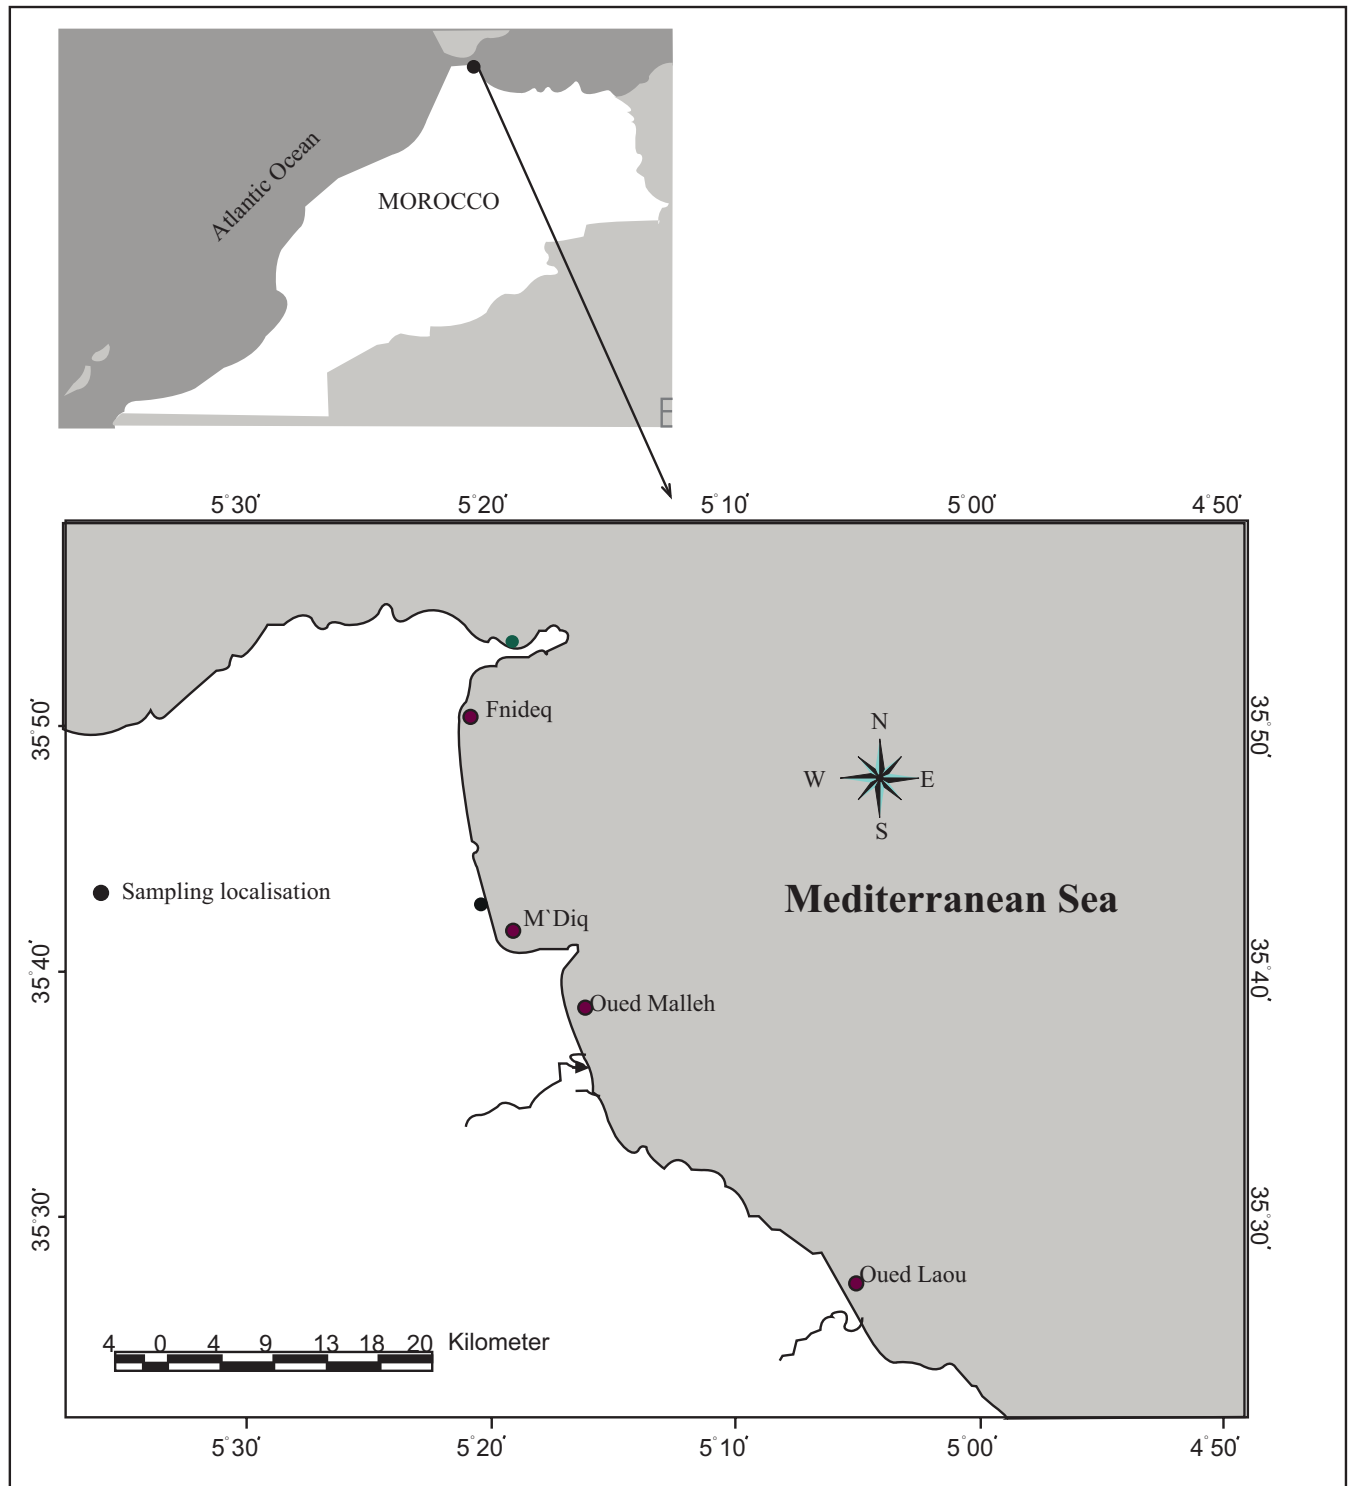 Atlantic Ocean
MOROCCO
5°30' 5°20' 5°10' 5°00' 4°50'
Fnideq
35°50' 35°50'
N
W E
S
Sampling localisation
Mediterranean Sea
M`Diq
35°40' 35°40'
Oued Malleh
35°30' 35°30'
Oued Laou
4 0 4 9 13 18 20 Kilometer
5°30' 5°20' 5°10' 5°00' 4°50'